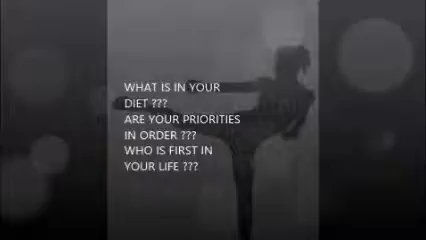 WHAT IS IN YOUR
DIET ???
ARE YOUR PRIORITIES
IN ORDER ???
WHO IS FIRST IN
YOUR LIFE ???